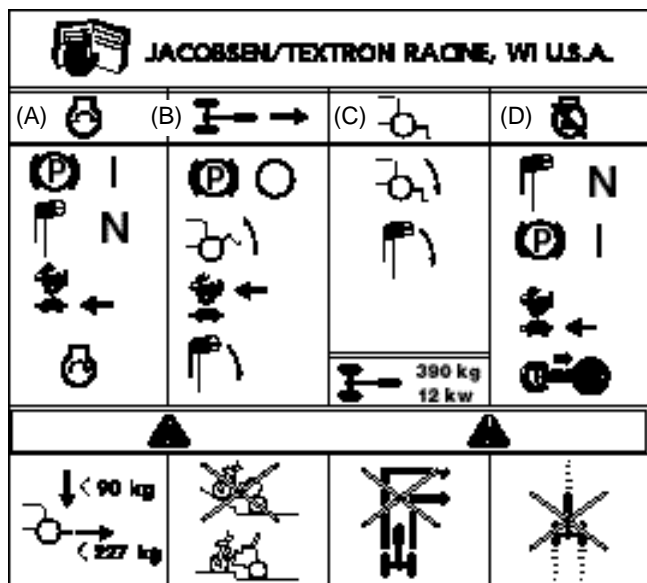 JACOBSEN/TEXTRON RACINE, WI U.S.A.
(A) (B) (C) (D)
P I
N
P
N
P I
390 kg
12 kw
< 90 kg
< 227 kg